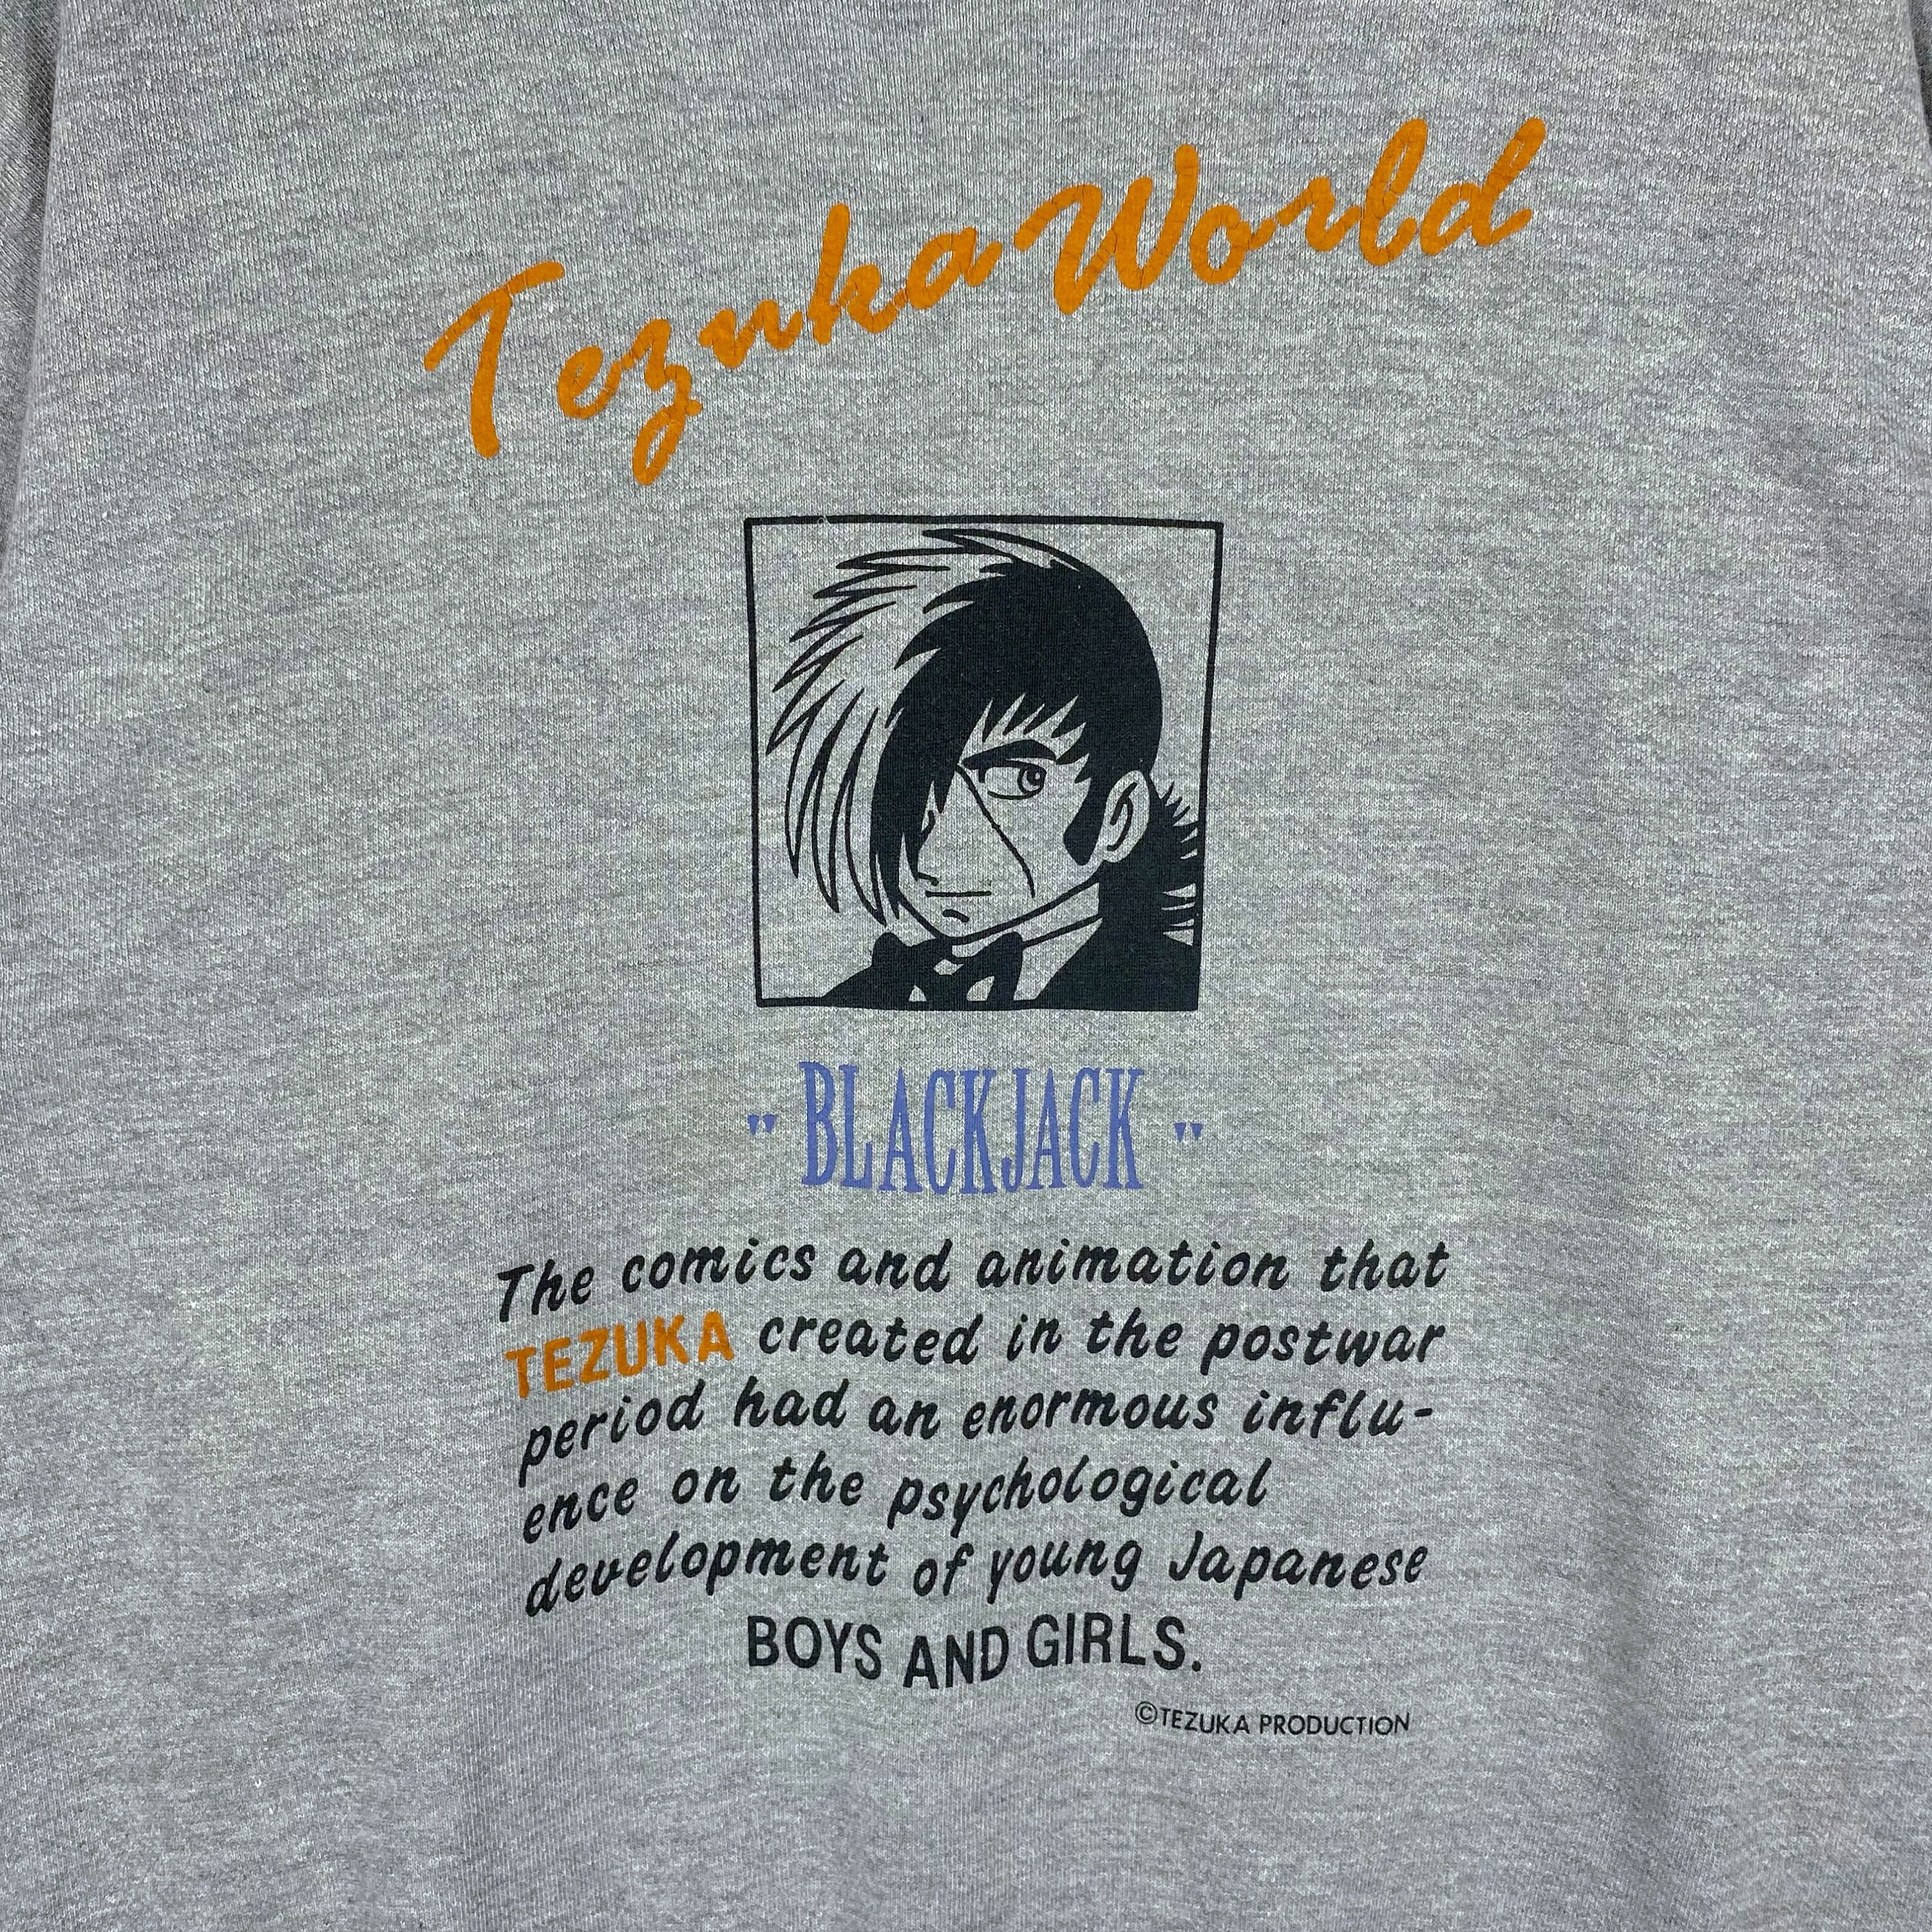 Tezuka World
" BLACKJACK "
The comics and animation that
TEZUKA created in the postwar
period had an enormous influ-
ence on the psychological
development of young Japanese
BOYS AND GIRLS.
©TEZUKA PRODUCTION